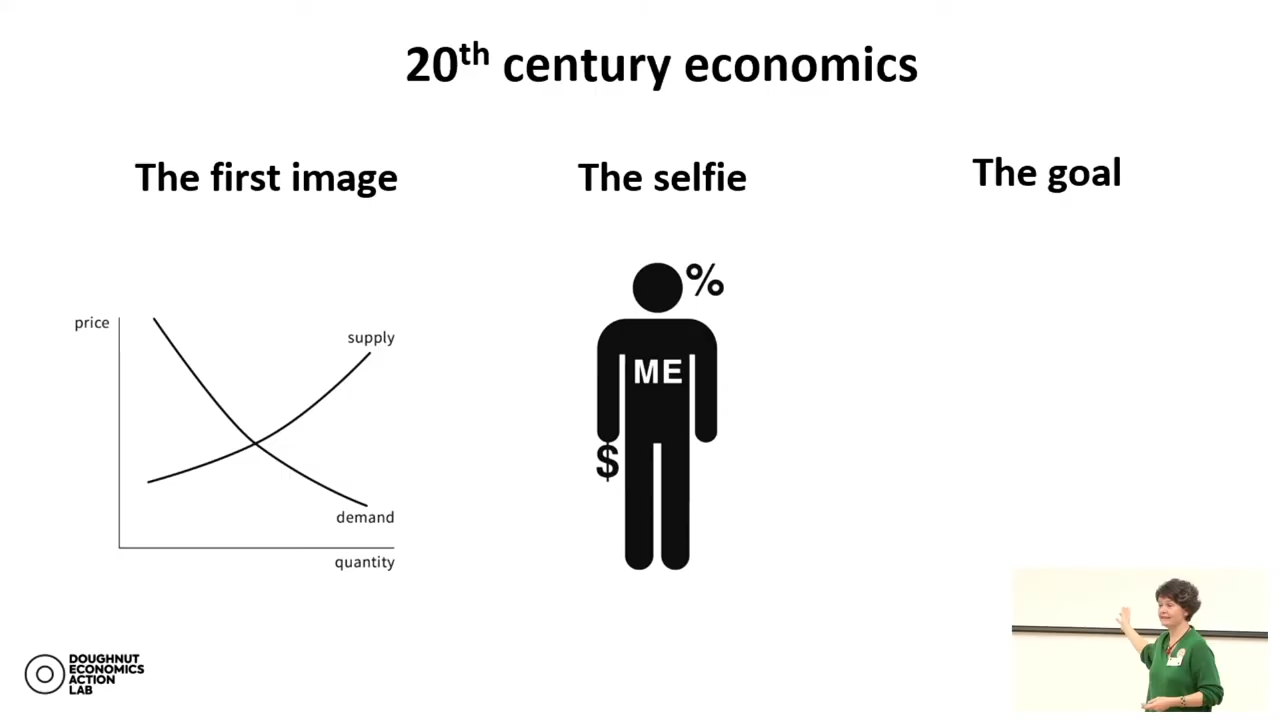 20th century economics
The first image
The selfie
The goal
price
supply
demand
quantity
%
ME
$
DOUGHNUT
ECONOMICS
ACTION
LAB